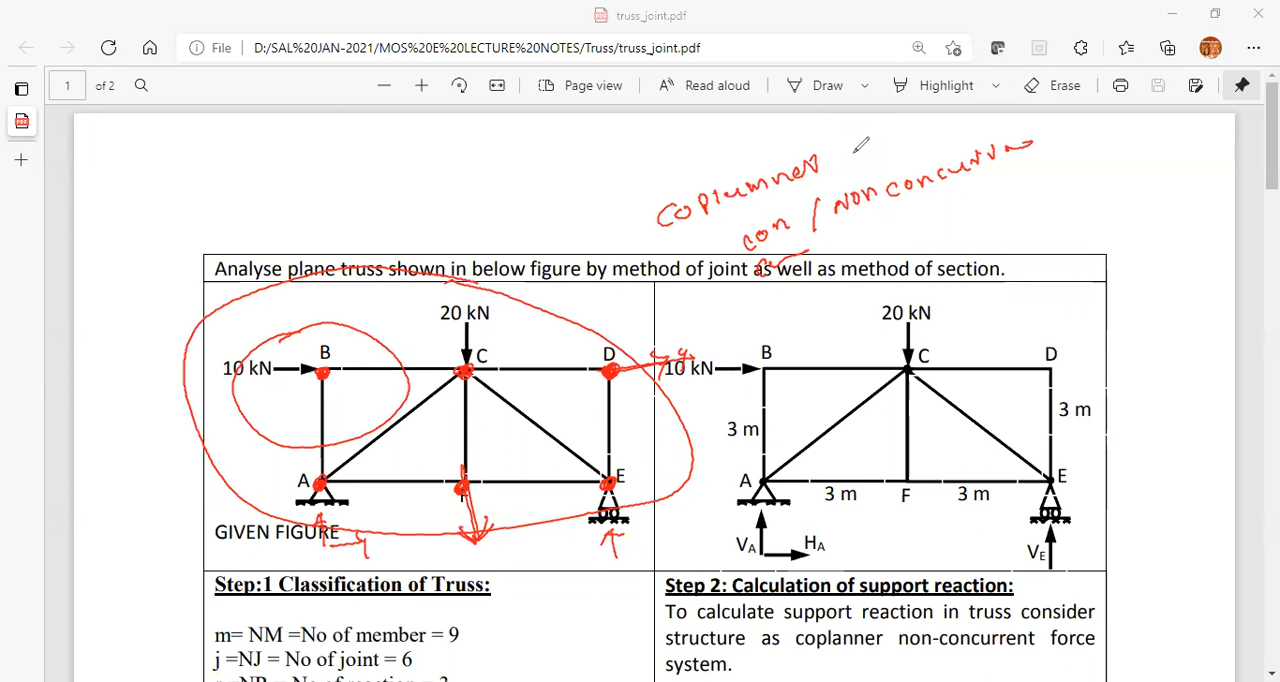 truss_joint.pdf
File D:/SAL%20JAN-2021/MOS%20E%20LECTURE%20NOTES/Truss/truss_joint.pdf
1 of 2 Page view Read aloud Draw Highlight Erase
con / Non concurrent
Analyse plane truss shown in below figure by method of joint as well as method of section.
20 kN
10 kN B C D
A E
GIVEN FIGURE
20 kN
10 kN B C D
3 m 3 m
A 3 m F 3 m E
VA HA VE
Step:1 Classification of Truss:
m= NM =No of member = 9
j =NJ = No of joint = 6
Step 2: Calculation of support reaction:
To calculate support reaction in truss consider
structure as coplanner non-concurrent force
system.